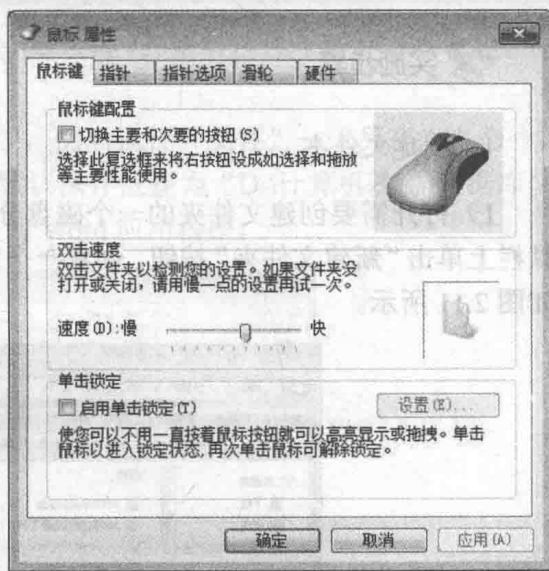 鼠标 属性
鼠标键 指针 指针选项 滑轮 硬件
鼠标键配置
切换主要和次要的按钮(S)
选择此复选框来将右按钮设成如选择和拖放
等主要性能使用。
双击速度
双击文件夹以检测您的设置。如果文件夹没
打开或关闭，请用慢一点的设置再试一次。
速度(D):慢 快
单击锁定
启用单击锁定(T)
设置(E)...
使您可以不用一直按着鼠标按钮就可以高亮显示或拖拽。单击
鼠标以进入锁定状态,再次单击鼠标可解除锁定。
确定 取消 应用(A)